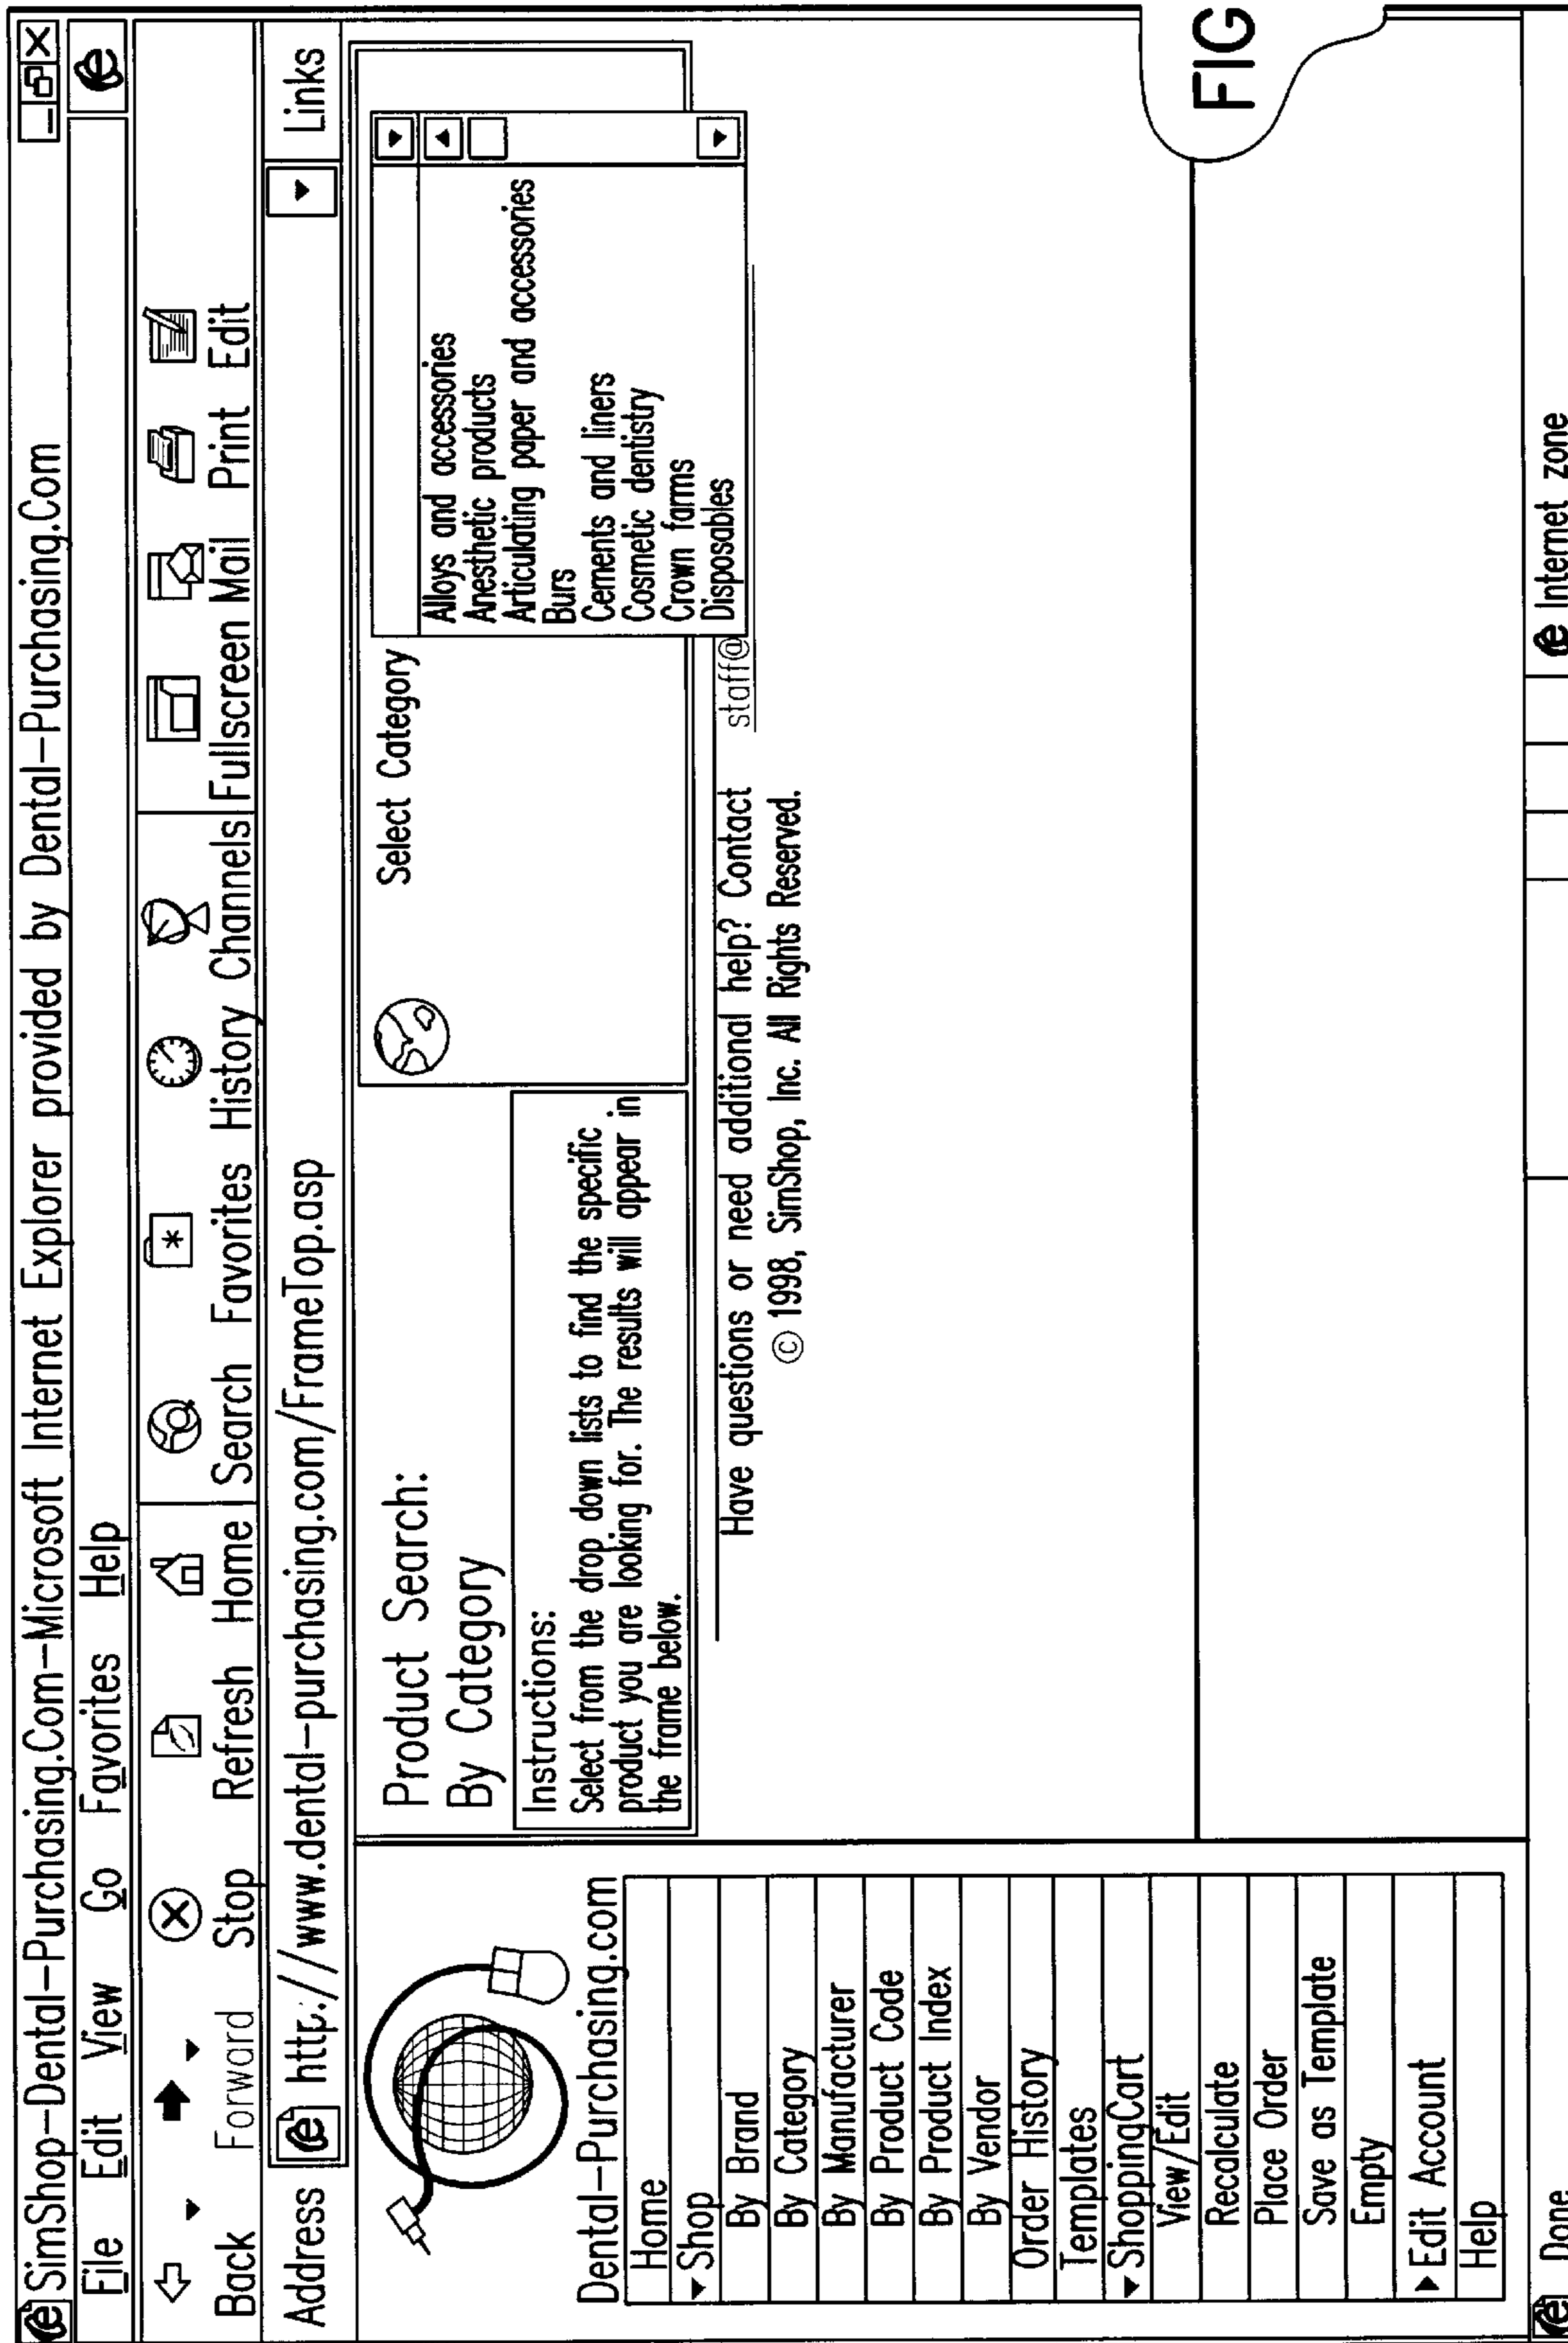 SimShop-Dental-Purchasing.Com-Microsoft Internet Explorer provided by Dental-Purchasing.Com
File Edit View Go Favorites Help
Back Forward Stop Refresh Home Search Favorites History Channels Fullscreen Mail Print Edit
Address http://www.dental-purchasing.com/FrameTop.asp Links
Dental-Purchasing.com
Home
Shop
By Brand
By Category
By Manufacturer
By Product Code
By Product Index
By Vendor
Order History
Templates
ShoppingCart
View/Edit
Recalculate
Place Order
Save as Template
Empty
Edit Account
Help
Product Search:
By Category
Instructions:
Select from the drop down lists to find the specific
product you are looking for. The results will appear in
the frame below.
Select Category
Alloys and accessories
Anesthetic products
Articulating paper and accessories
Burs
Cements and liners
Cosmetic dentistry
Crown farms
Disposables
Have questions or need additional help? Contact staff@
© 1998, SimShop, Inc. All Rights Reserved.
FIG
Done Internet zone